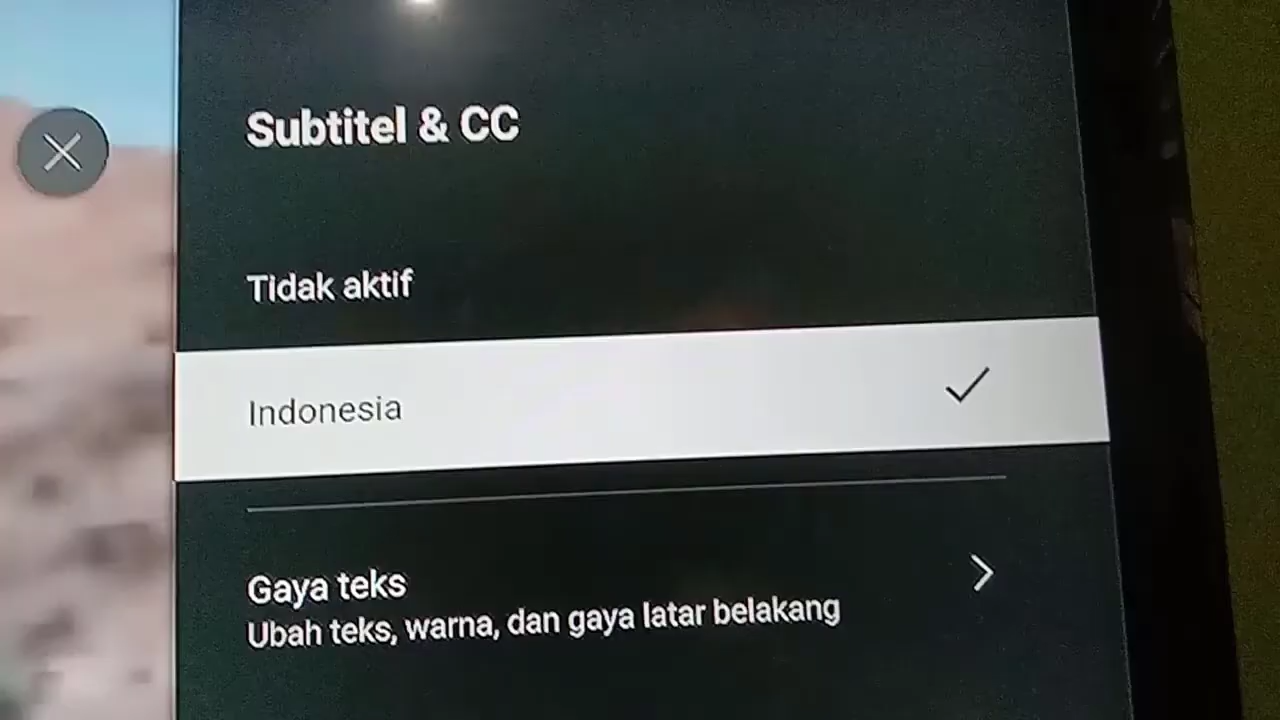 Subtitel & CC
Tidak aktif
Indonesia
Gaya teks
Ubah teks, warna, dan gaya latar belakang